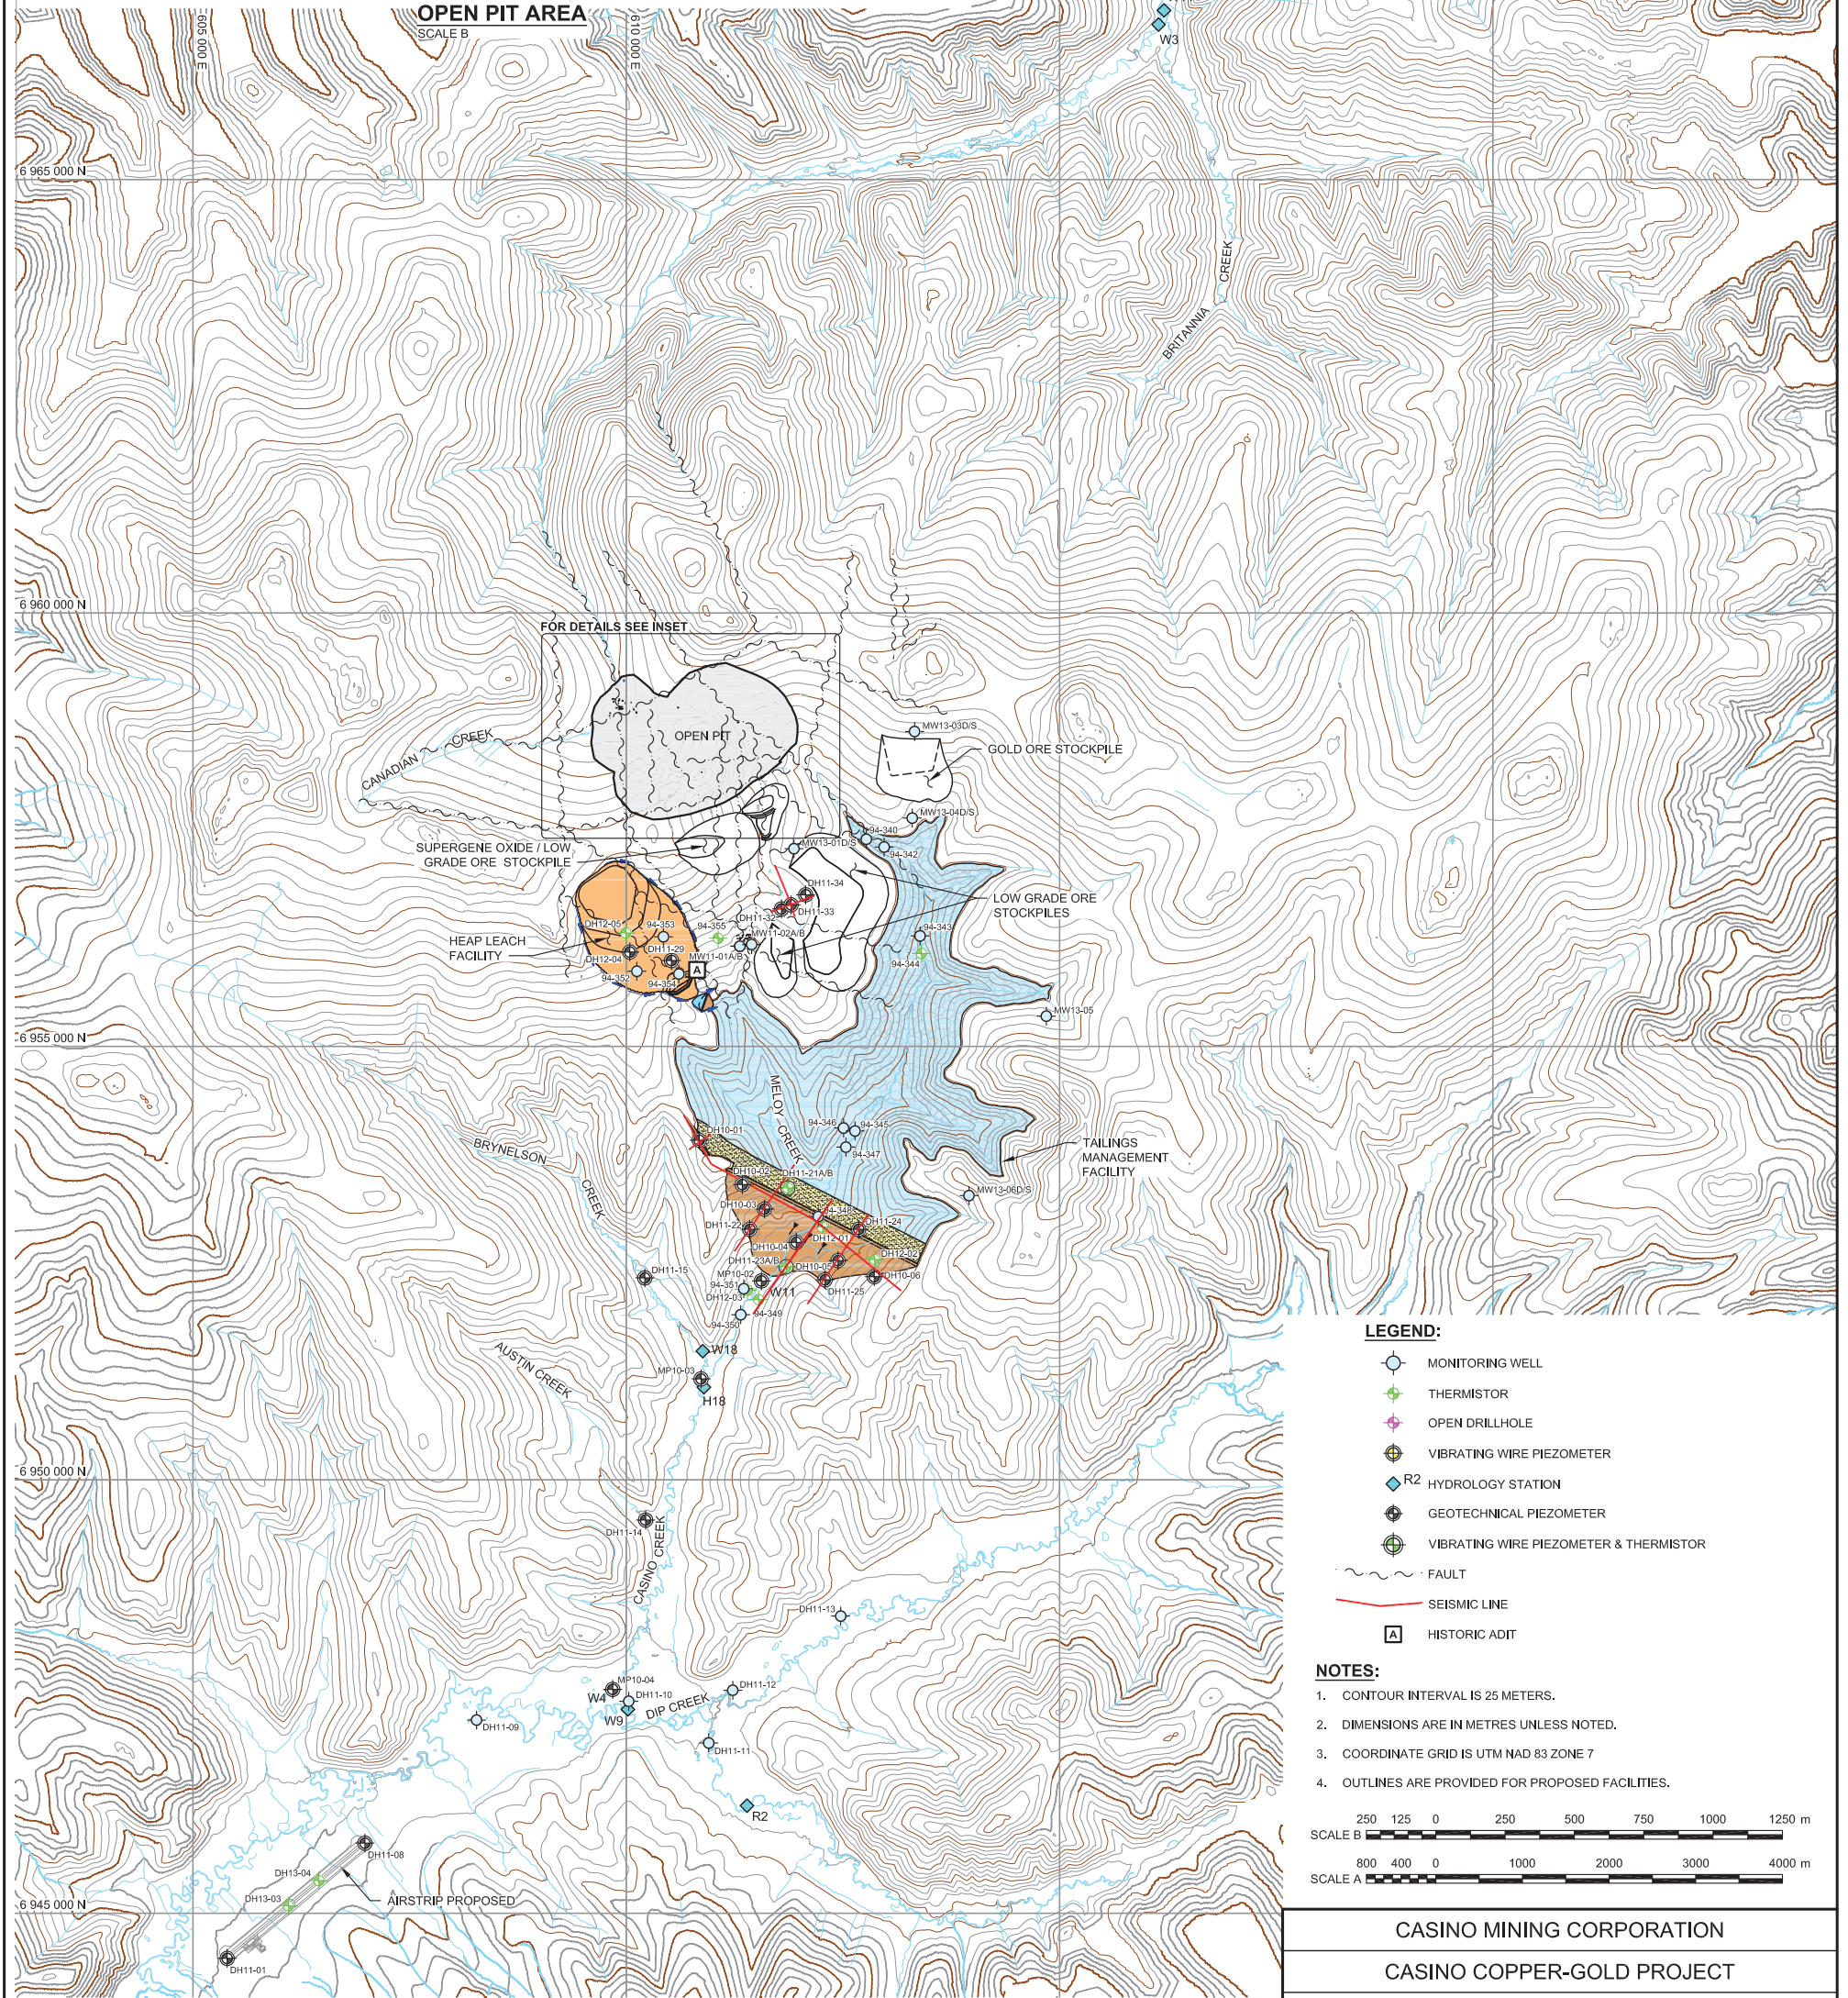 OPEN PIT AREA
SCALE B
605 000 E
610 000 E
W3
6 965 000 N
BRITANNIA
CREEK
6 960 000 N
FOR DETAILS SEE INSET
OPEN PIT
CANADIAN
CREEK
MW13-03D/S
GOLD ORE STOCKPILE
MW13-04D/S
94-340
94-342
MW13-01D/S
SUPERGENE OXIDE / LOW
GRADE ORE STOCKPILE
DH11-34
DH11-33
DH11-32
LOW GRADE ORE
STOCKPILES
DH12-05
94-353
94-355
MW11-02A/B
94-343
HEAP LEACH
FACILITY
DH11-29
MW11-01A/B
DH12-04
94-344
A
94-352
94-354
MW13-05
6 955 000 N
MELOY CREEK
94-346
94-345
94-347
DH10-01
BRYNELSON
CREEK
TAILINGS
MANAGEMENT
FACILITY
DH10-02
DH11-21A/B
MW13-06D/S
DH10-03
94-348
DH11-22
DH11-24
DH10-04
DH12-01
DH12-02
DH11-23A/B
DH10-05
DH10-06
DH11-15
MP10-02
94-351
W11
DH11-25
DH12-03
94-349
94-350
W18
AUSTIN CREEK
MP10-03
H18
6 950 000 N
DH11-14
CASINO CREEK
DH11-13
MP10-04
W4
DH11-10
DH11-12
W9
DIP CREEK
DH11-09
DH11-11
R2
DH11-08
DH13-04
DH13-03
AIRSTRIP PROPOSED
6 945 000 N
DH11-01
LEGEND:
MONITORING WELL
THERMISTOR
OPEN DRILLHOLE
VIBRATING WIRE PIEZOMETER
R2 HYDROLOGY STATION
GEOTECHNICAL PIEZOMETER
VIBRATING WIRE PIEZOMETER & THERMISTOR
FAULT
SEISMIC LINE
A HISTORIC ADIT
NOTES:
1. CONTOUR INTERVAL IS 25 METERS.
2. DIMENSIONS ARE IN METRES UNLESS NOTED.
3. COORDINATE GRID IS UTM NAD 83 ZONE 7
4. OUTLINES ARE PROVIDED FOR PROPOSED FACILITIES.
250 125 0 250 500 750 1000 1250 m
SCALE B
800 400 0 1000 2000 3000 4000 m
SCALE A
CASINO MINING CORPORATION
CASINO COPPER-GOLD PROJECT